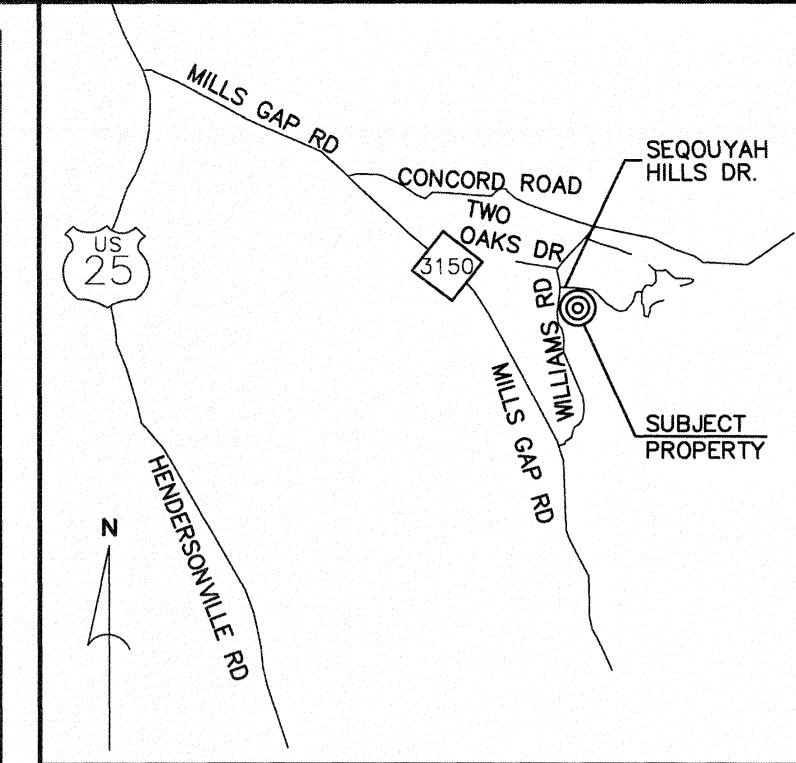 MILLS GAP RD
SEQOUYAH
HILLS DR.
CONCORD ROAD
TWO
OAKS DR
US
25
3150
WILLIAMS RD
MILLS GAP RD
SUBJECT
PROPERTY
HENDERSONVILLE RD
N